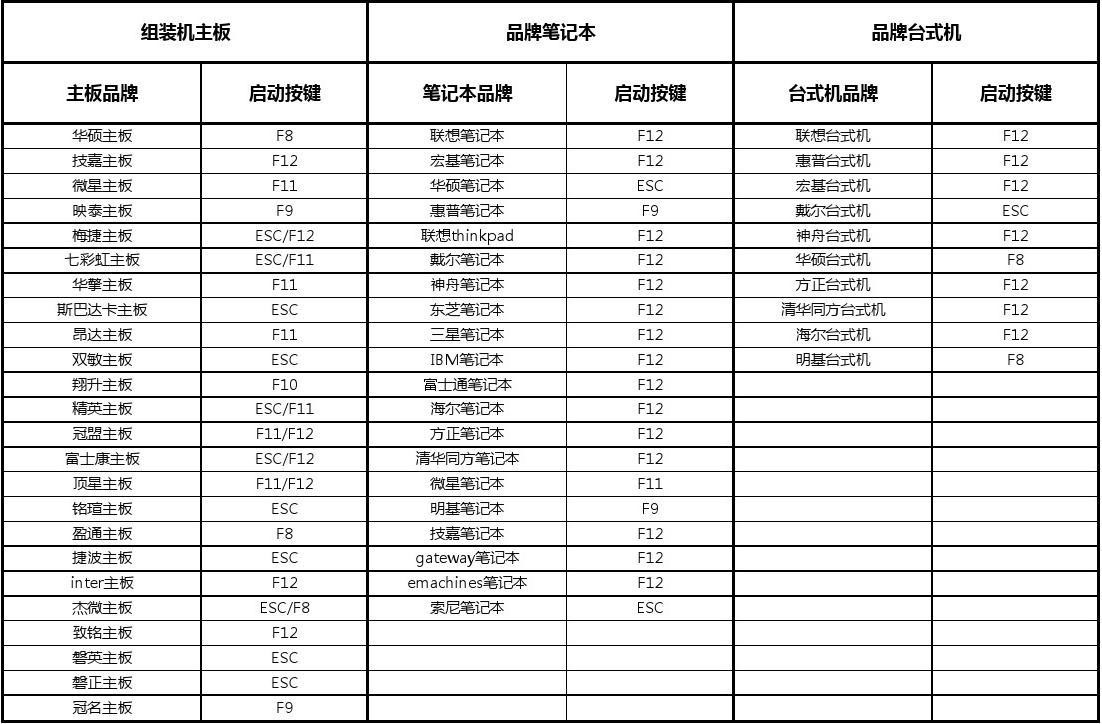 组装机主板 品牌笔记本 品牌台式机
主板品牌 启动按键 笔记本品牌 启动按键 台式机品牌 启动按键
华硕主板 F8 联想笔记本 F12 联想台式机 F12
技嘉主板 F12 宏基笔记本 F12 惠普台式机 F12
微星主板 F11 华硕笔记本 ESC 宏基台式机 F12
映泰主板 F9 惠普笔记本 F9 戴尔台式机 ESC
梅捷主板 ESC/F12 联想thinkpad F12 神舟台式机 F12
七彩虹主板 ESC/F11 戴尔笔记本 F12 华硕台式机 F8
华擎主板 F11 神舟笔记本 F12 方正台式机 F12
斯巴达卡主板 ESC 东芝笔记本 F12 清华同方台式机 F12
昂达主板 F11 三星笔记本 F12 海尔台式机 F12
双敏主板 ESC IBM笔记本 F12 明基台式机 F8
翔升主板 F10 富士通笔记本 F12
精英主板 ESC/F11 海尔笔记本 F12
冠盟主板 F11/F12 方正笔记本 F12
富士康主板 ESC/F12 清华同方笔记本 F12
顶星主板 F11/F12 微星笔记本 F11
铭瑄主板 ESC 明基笔记本 F9
盈通主板 F8 技嘉笔记本 F12
捷波主板 ESC gateway笔记本 F12
inter主板 F12 emachines笔记本 F12
杰微主板 ESC/F8 索尼笔记本 ESC
致铭主板 F12
磐英主板 ESC
磐正主板 ESC
冠名主板 F9